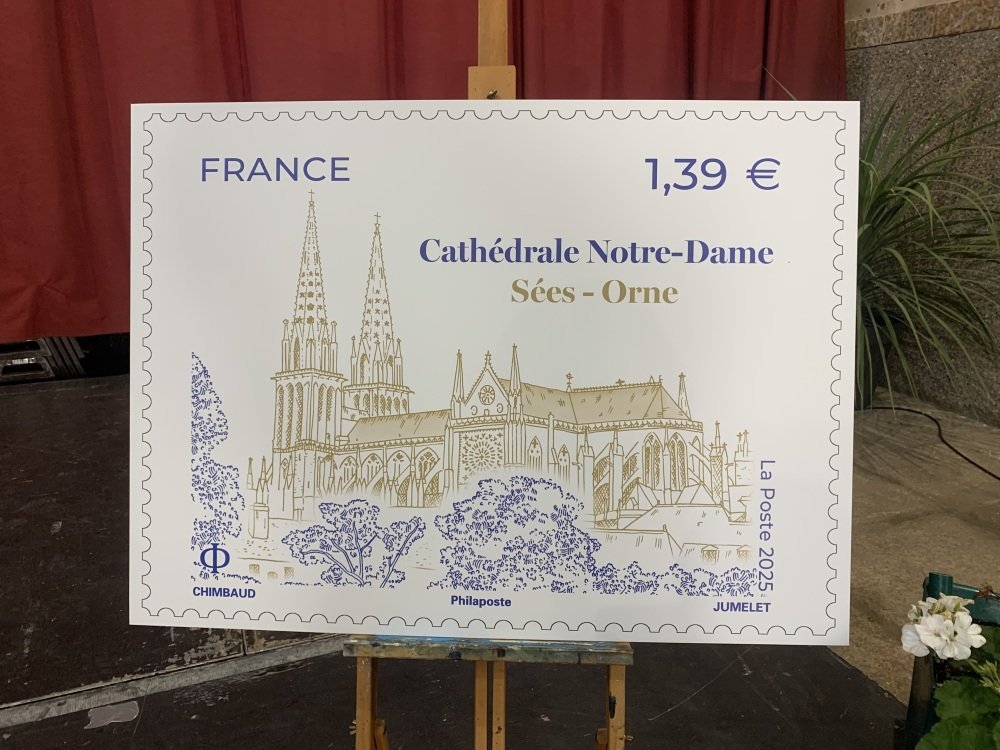 FRANCE
1,39 €
Cathédrale Notre-Dame
Sées - Orne
La Poste 2025
CHIMBAUD
Philaposte
JUMELET